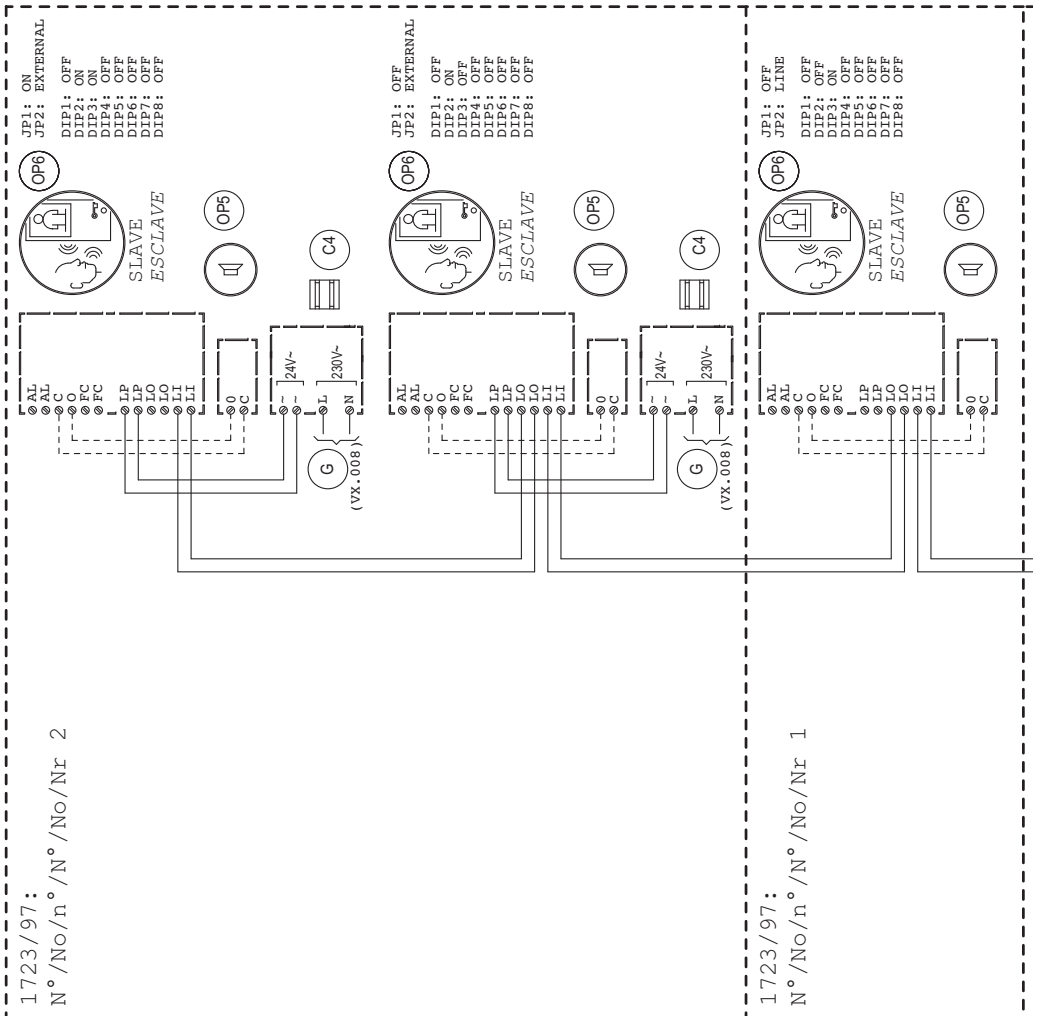 1723/97:
N°/No/n°/N°/No/Nr 2
JP1: ON
JP2: EXTERNAL
DIP1: OFF
DIP2: ON
DIP3: ON
DIP4: OFF
DIP5: OFF
DIP6: OFF
DIP7: OFF
DIP8: OFF
OP6
SLAVE
ESCLAVE
AL
AL
C
O
FC
FC
LP
LP
LO
LO
LI
LI
OP5
0
C
C4
~
~
24V~
L
N
230V~
G
(VX.008)
JP1: OFF
JP2: EXTERNAL
DIP1: OFF
DIP2: ON
DIP3: OFF
DIP4: OFF
DIP5: OFF
DIP6: OFF
DIP7: OFF
DIP8: OFF
OP6
SLAVE
ESCLAVE
AL
AL
C
O
FC
FC
LP
LP
LO
LO
LI
LI
OP5
0
C
C4
~
~
24V~
L
N
230V~
G
(VX.008)
1723/97:
N°/No/n°/N°/No/Nr 1
JP1: OFF
JP2: LINE
DIP1: OFF
DIP2: OFF
DIP3: ON
DIP4: OFF
DIP5: OFF
DIP6: OFF
DIP7: OFF
DIP8: OFF
OP6
SLAVE
ESCLAVE
AL
AL
C
O
FC
FC
LP
LP
LO
LO
LI
LI
OP5
0
C